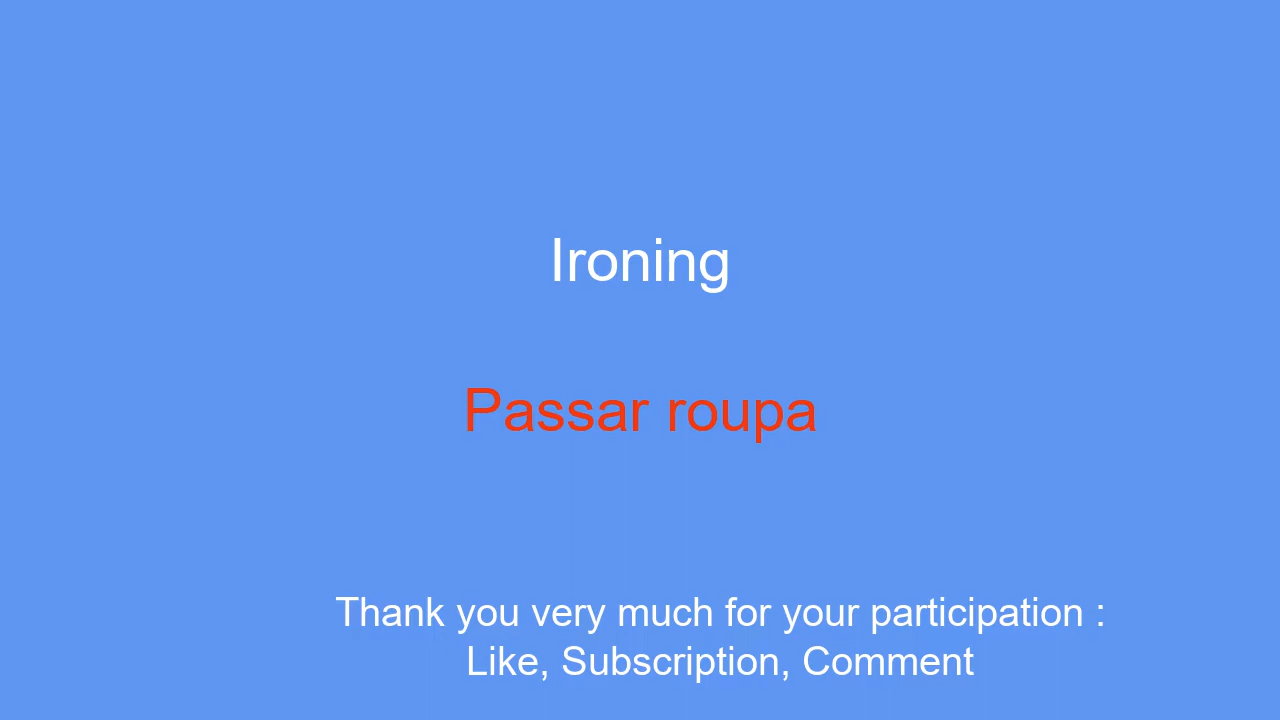 Ironing
Passar roupa
Thank you very much for your participation :
Like, Subscription, Comment